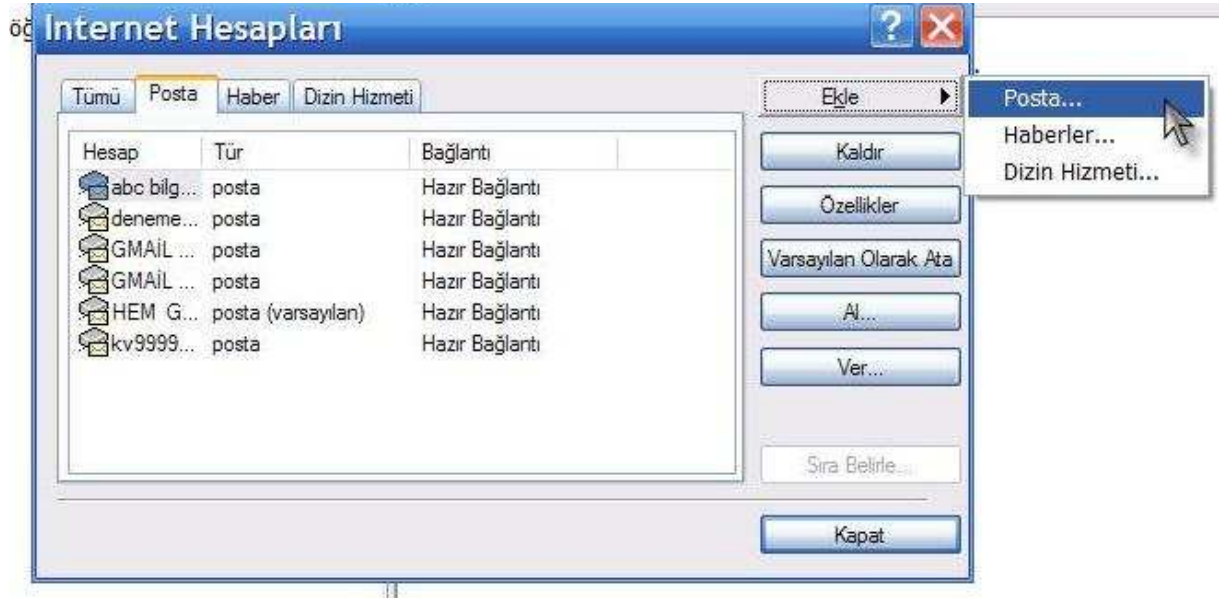 öğ
Internet Hesapları
Tümü Posta Haber Dizin Hizmeti
Hesap Tür Bağlantı
abc bilg... posta Hazır Bağlantı
deneme... posta Hazır Bağlantı
GMAİL ... posta Hazır Bağlantı
GMAİL ... posta Hazır Bağlantı
HEM G... posta (varsayılan) Hazır Bağlantı
kv9999... posta Hazır Bağlantı
Ekle
Kaldır
Özellikler
Varsayılan Olarak Ata
Al...
Ver...
Sıra Belirle...
Kapat
Posta...
Haberler...
Dizin Hizmeti...